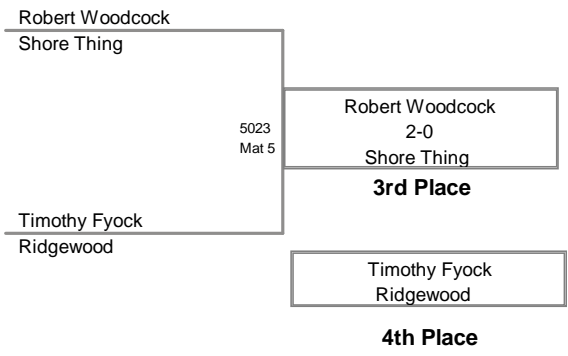 Robert Woodcock
Shore Thing
5023
Mat 5
Robert Woodcock
2-0
Shore Thing
3rd Place
Timothy Fyock
Ridgewood
Timothy Fyock
Ridgewood
4th Place